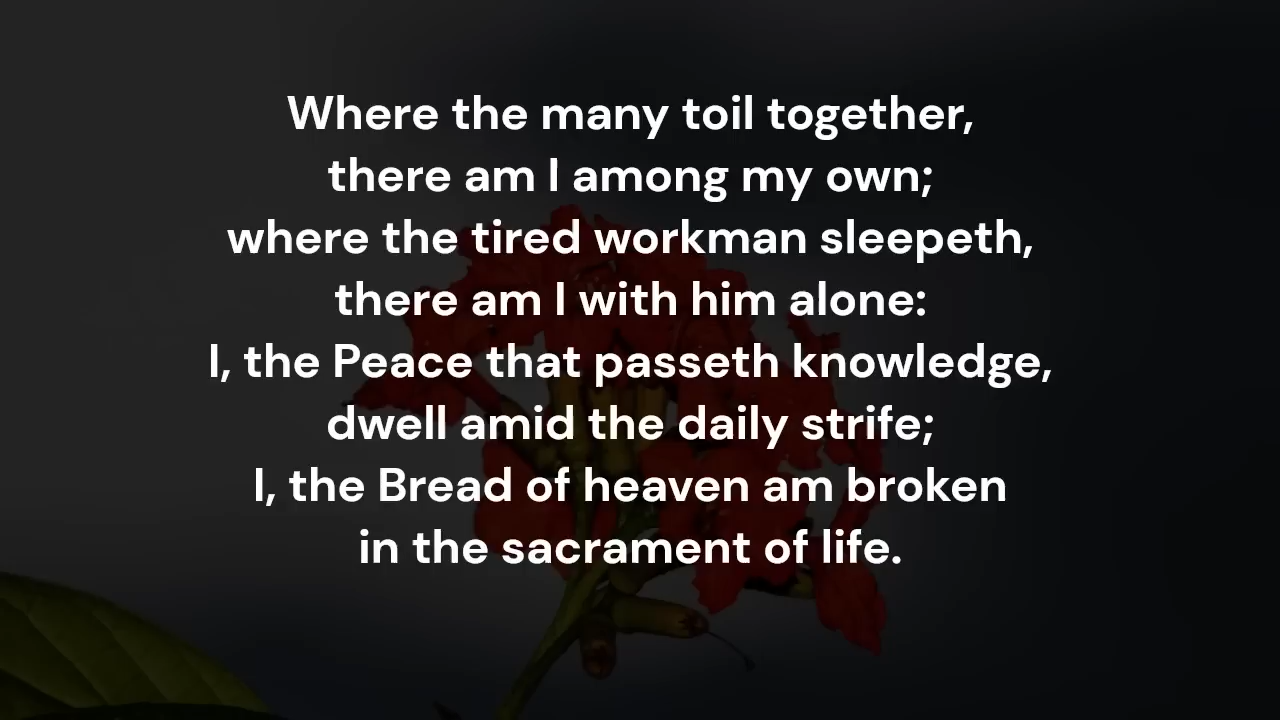 Where the many toil together,
there am I among my own;
where the tired workman sleepeth,
there am I with him alone:
I, the Peace that passeth knowledge,
dwell amid the daily strife;
I, the Bread of heaven am broken
in the sacrament of life.